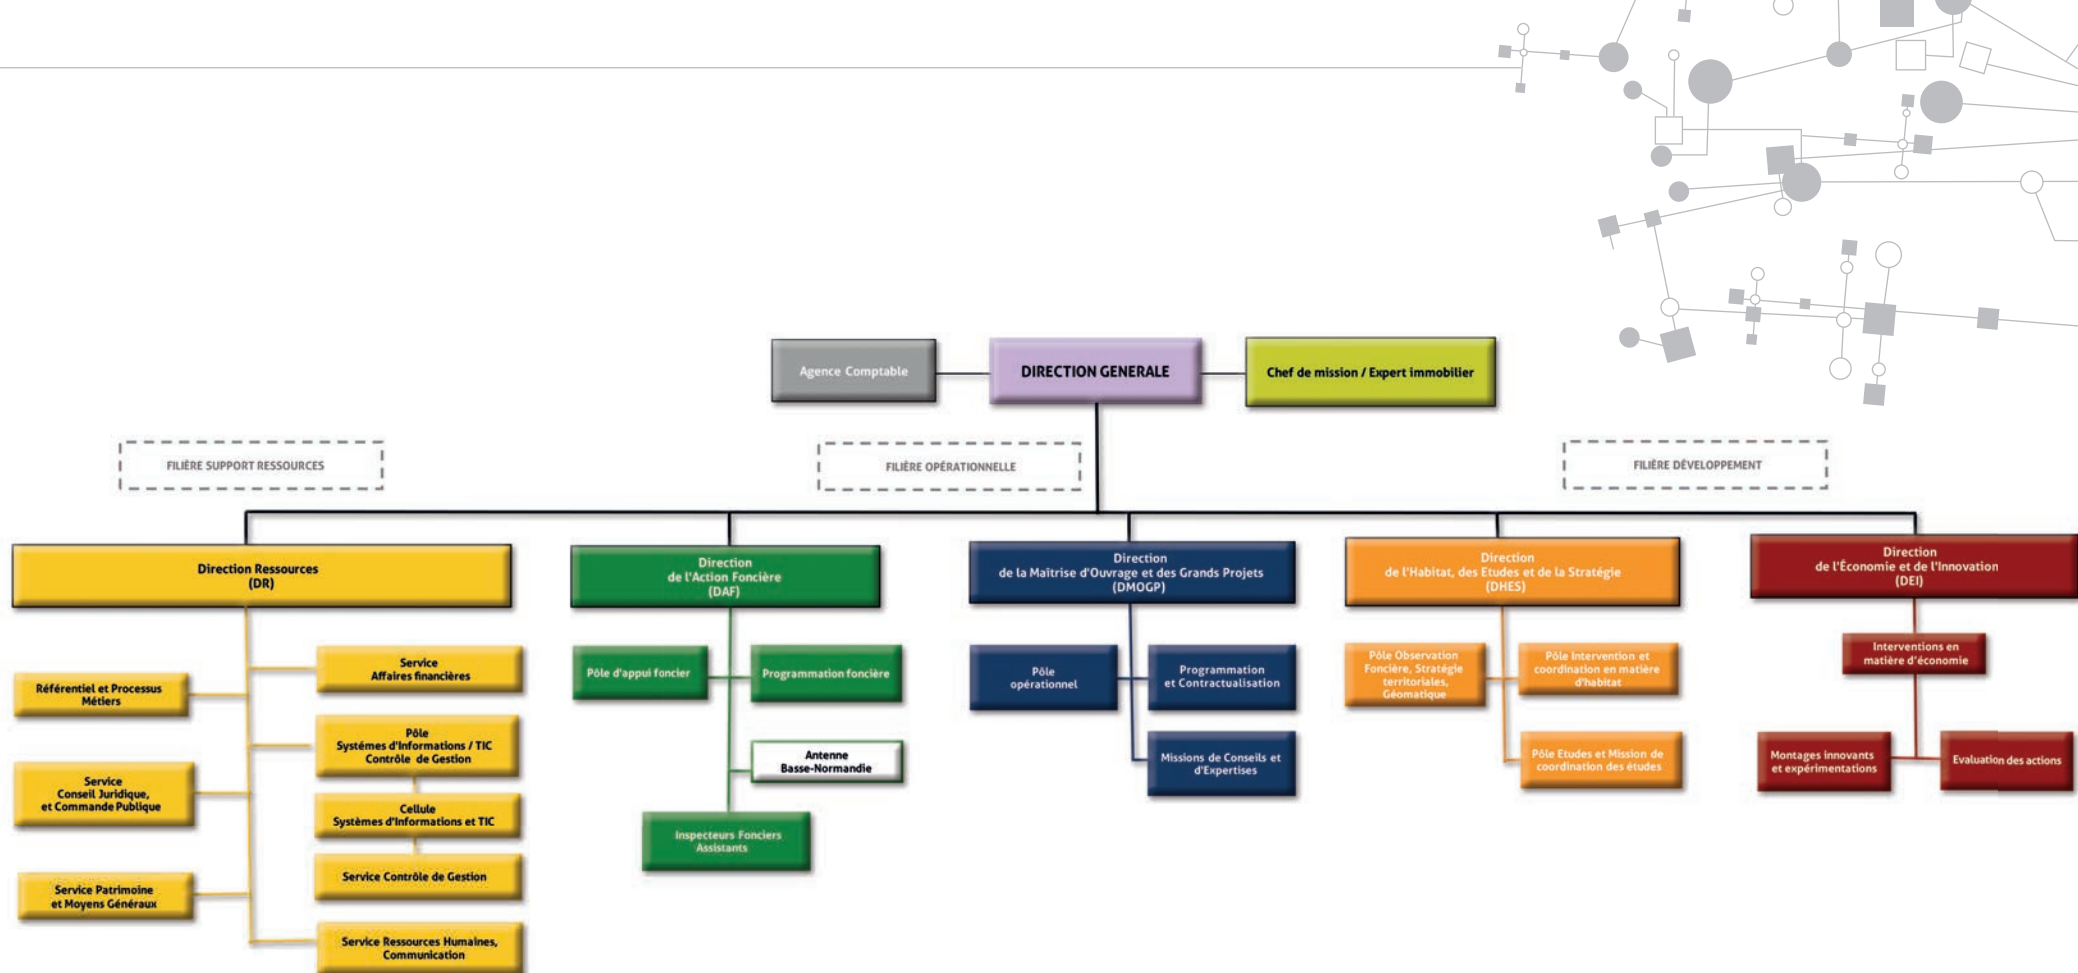 Agence Comptable
DIRECTION GENERALE
Chef de mission / Expert immobilier
FILIÈRE SUPPORT RESSOURCES
FILIÈRE OPÉRATIONNELLE
FILIÈRE DÉVELOPPEMENT
Direction Ressources
(DR)
Référentiel et Processus
Métiers
Service
Conseil Juridique,
et Commande Publique
Service Patrimoine
et Moyens Généraux
Service
Affaires financières
Pôle
Systémes d'Informations / TIC
Contrôle de Gestion
Cellule
Systèmes d'Informations et TIC
Service Contrôle de Gestion
Service Ressources Humaines,
Communication
Direction
de l'Action Foncière
(DAF)
Pôle d'appui foncier
Programmation foncière
Antenne
Basse-Normandie
Inspecteurs Fonciers
Assistants
Direction
de la Maîtrise d'Ouvrage et des Grands Projets
(DMOGP)
Pôle
opérationnel
Programmation
et Contractualisation
Missions de Conseils et
d'Expertises
Direction
de l'Habitat, des Etudes et de la Stratégie
(DHES)
Pôle Observation
Foncière, Stratégie
territoriales,
Géomatique
Pôle Intervention et
coordination en matière
d'habitat
Pôle Etudes et Mission de
coordination des études
Direction
de l'Économie et de l'Innovation
(DEI)
Interventions en
matière d'économie
Montages innovants
et expérimentations
Evaluation des actions